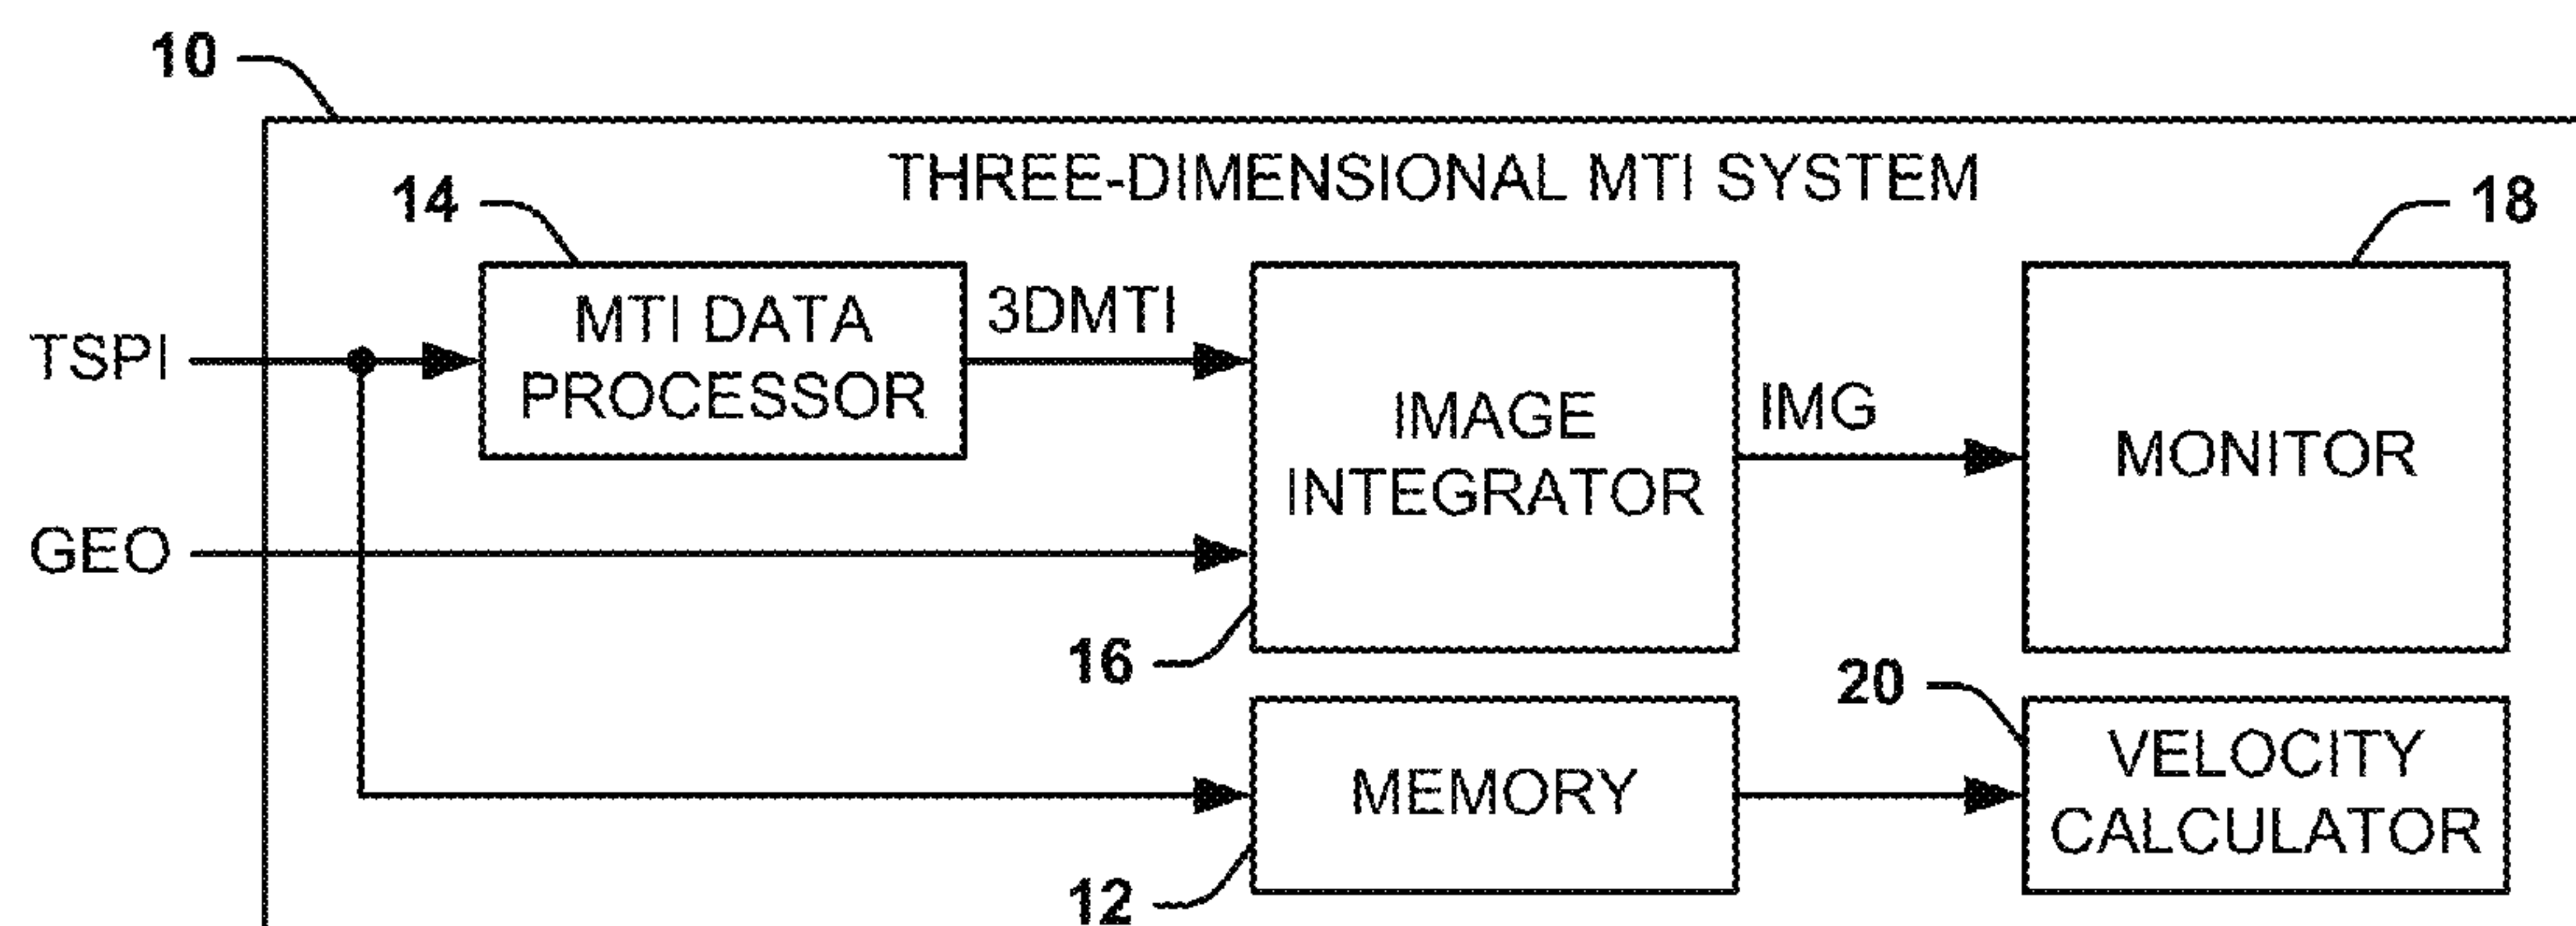 10
THREE-DIMENSIONAL MTI SYSTEM
14
18
MTI DATA
PROCESSOR
3DMTI
TSPI
IMAGE
INTEGRATOR
IMG
MONITOR
GEO
16
20
MEMORY
VELOCITY
CALCULATOR
12